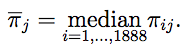 π̅_j = median_{i=1,...,1888} π_{ij}.